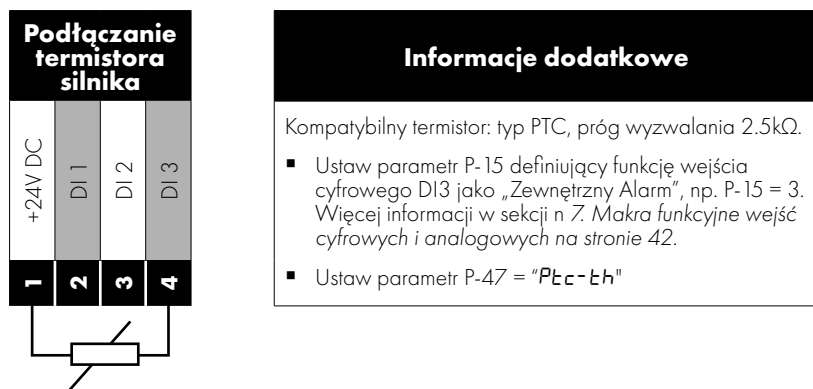 Podłączanie
termistora
silnika
+24V DC
DI 1
DI 2
DI 3
1
2
3
4
Informacje dodatkowe
Kompatybilny termistor: typ PTC, próg wyzwalania 2.5kΩ.
▪ Ustaw parametr P-15 definiujący funkcję wejścia
cyfrowego DI3 jako „Zewnętrzny Alarm”, np. P-15 = 3.
Więcej informacji w sekcji n 7. Makra funkcyjne wejść
cyfrowych i analogowych na stronie 42.
▪ Ustaw parametr P-47 = “Ptc-th"